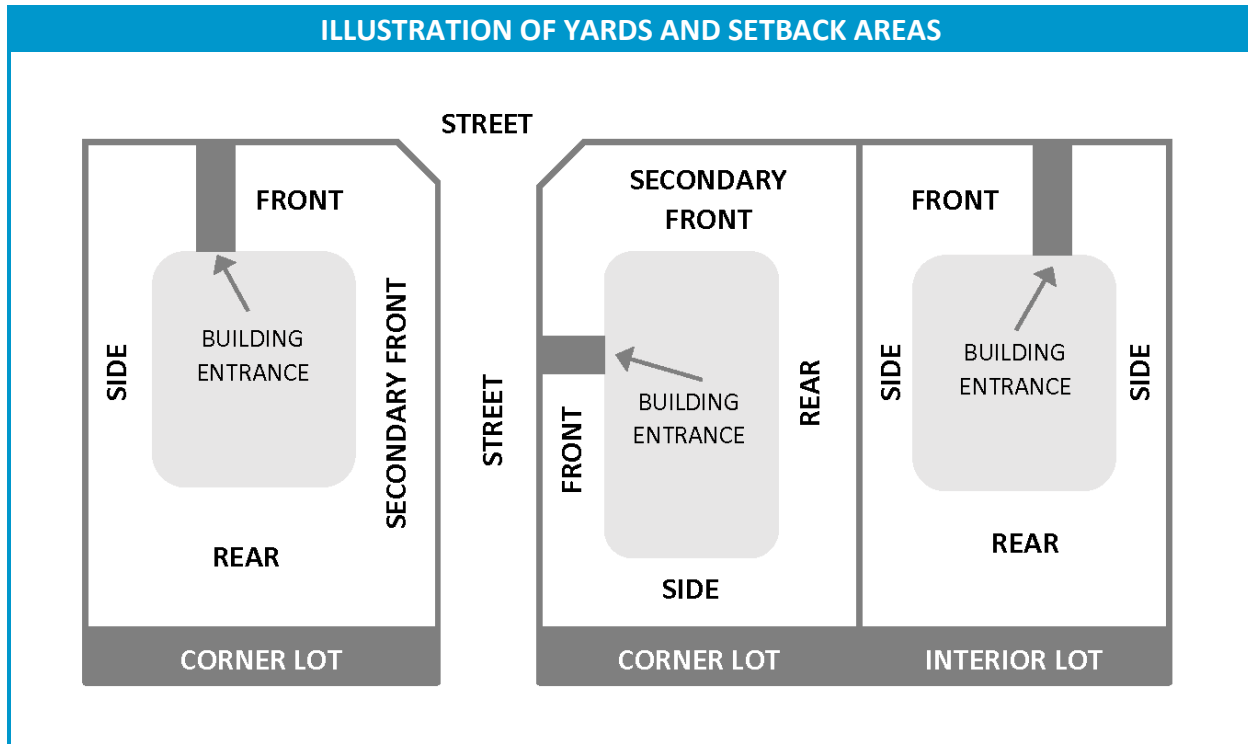 ILLUSTRATION OF YARDS AND SETBACK AREAS
STREET
FRONT
SIDE
BUILDING
ENTRANCE
SECONDARY FRONT
REAR
CORNER LOT
STREET
SECONDARY
FRONT
FRONT
BUILDING
ENTRANCE
REAR
SIDE
CORNER LOT
FRONT
SIDE
BUILDING
ENTRANCE
SIDE
REAR
INTERIOR LOT